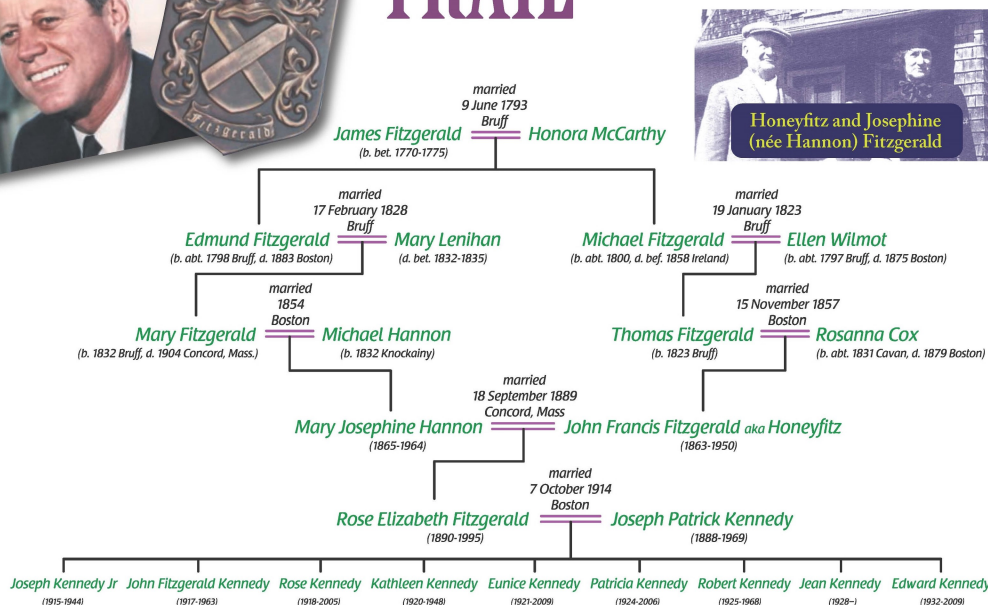 TRAIL
Fitzgerald
Honeyfitz and Josephine
(née Hannon) Fitzgerald
married
9 June 1793
Bruff
James Fitzgerald
(b. bet. 1770-1775)
Honora McCarthy
married
17 February 1828
Bruff
Edmund Fitzgerald
(b. abt. 1798 Bruff, d. 1883 Boston)
Mary Lenihan
(d. bet. 1832-1835)
married
19 January 1823
Bruff
Michael Fitzgerald
(b. abt. 1800, d. bef. 1858 Ireland)
Ellen Wilmot
(b. abt. 1797 Bruff, d. 1875 Boston)
married
1854
Boston
Mary Fitzgerald
(b. 1832 Bruff, d. 1904 Concord, Mass.)
Michael Hannon
(b. 1832 Knockainy)
married
15 November 1857
Boston
Thomas Fitzgerald
(b. 1823 Bruff)
Rosanna Cox
(b. abt. 1831 Cavan, d. 1879 Boston)
married
18 September 1889
Concord, Mass
Mary Josephine Hannon
(1865-1964)
John Francis Fitzgerald aka Honeyfitz
(1863-1950)
married
7 October 1914
Boston
Rose Elizabeth Fitzgerald
(1890-1995)
Joseph Patrick Kennedy
(1888-1969)
Joseph Kennedy Jr
(1915-1944)
John Fitzgerald Kennedy
(1917-1963)
Rose Kennedy
(1918-2005)
Kathleen Kennedy
(1920-1948)
Eunice Kennedy
(1921-2009)
Patricia Kennedy
(1924-2006)
Robert Kennedy
(1925-1968)
Jean Kennedy
(1928–)
Edward Kennedy
(1932-2009)